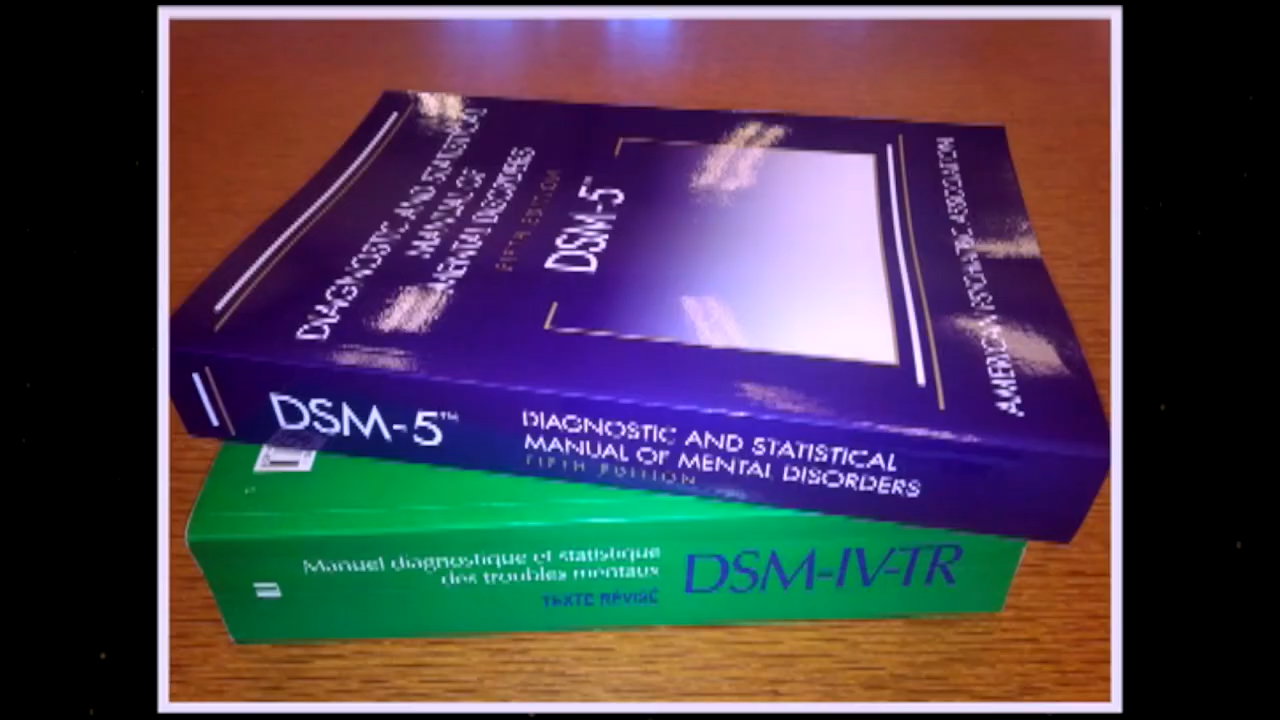 DIAGNOSTIC AND STATISTICAL
MANUAL OF
MENTAL DISORDERS
FIFTH EDITION
DSM-5™
AMERICAN PSYCHIATRIC ASSOCIATION
DSM-5™
DIAGNOSTIC AND STATISTICAL
MANUAL OF MENTAL DISORDERS
FIFTH EDITION
Manuel diagnostique et statistique
des troubles mentaux
TEXTE RÉVISÉ
DSM-IV-TR